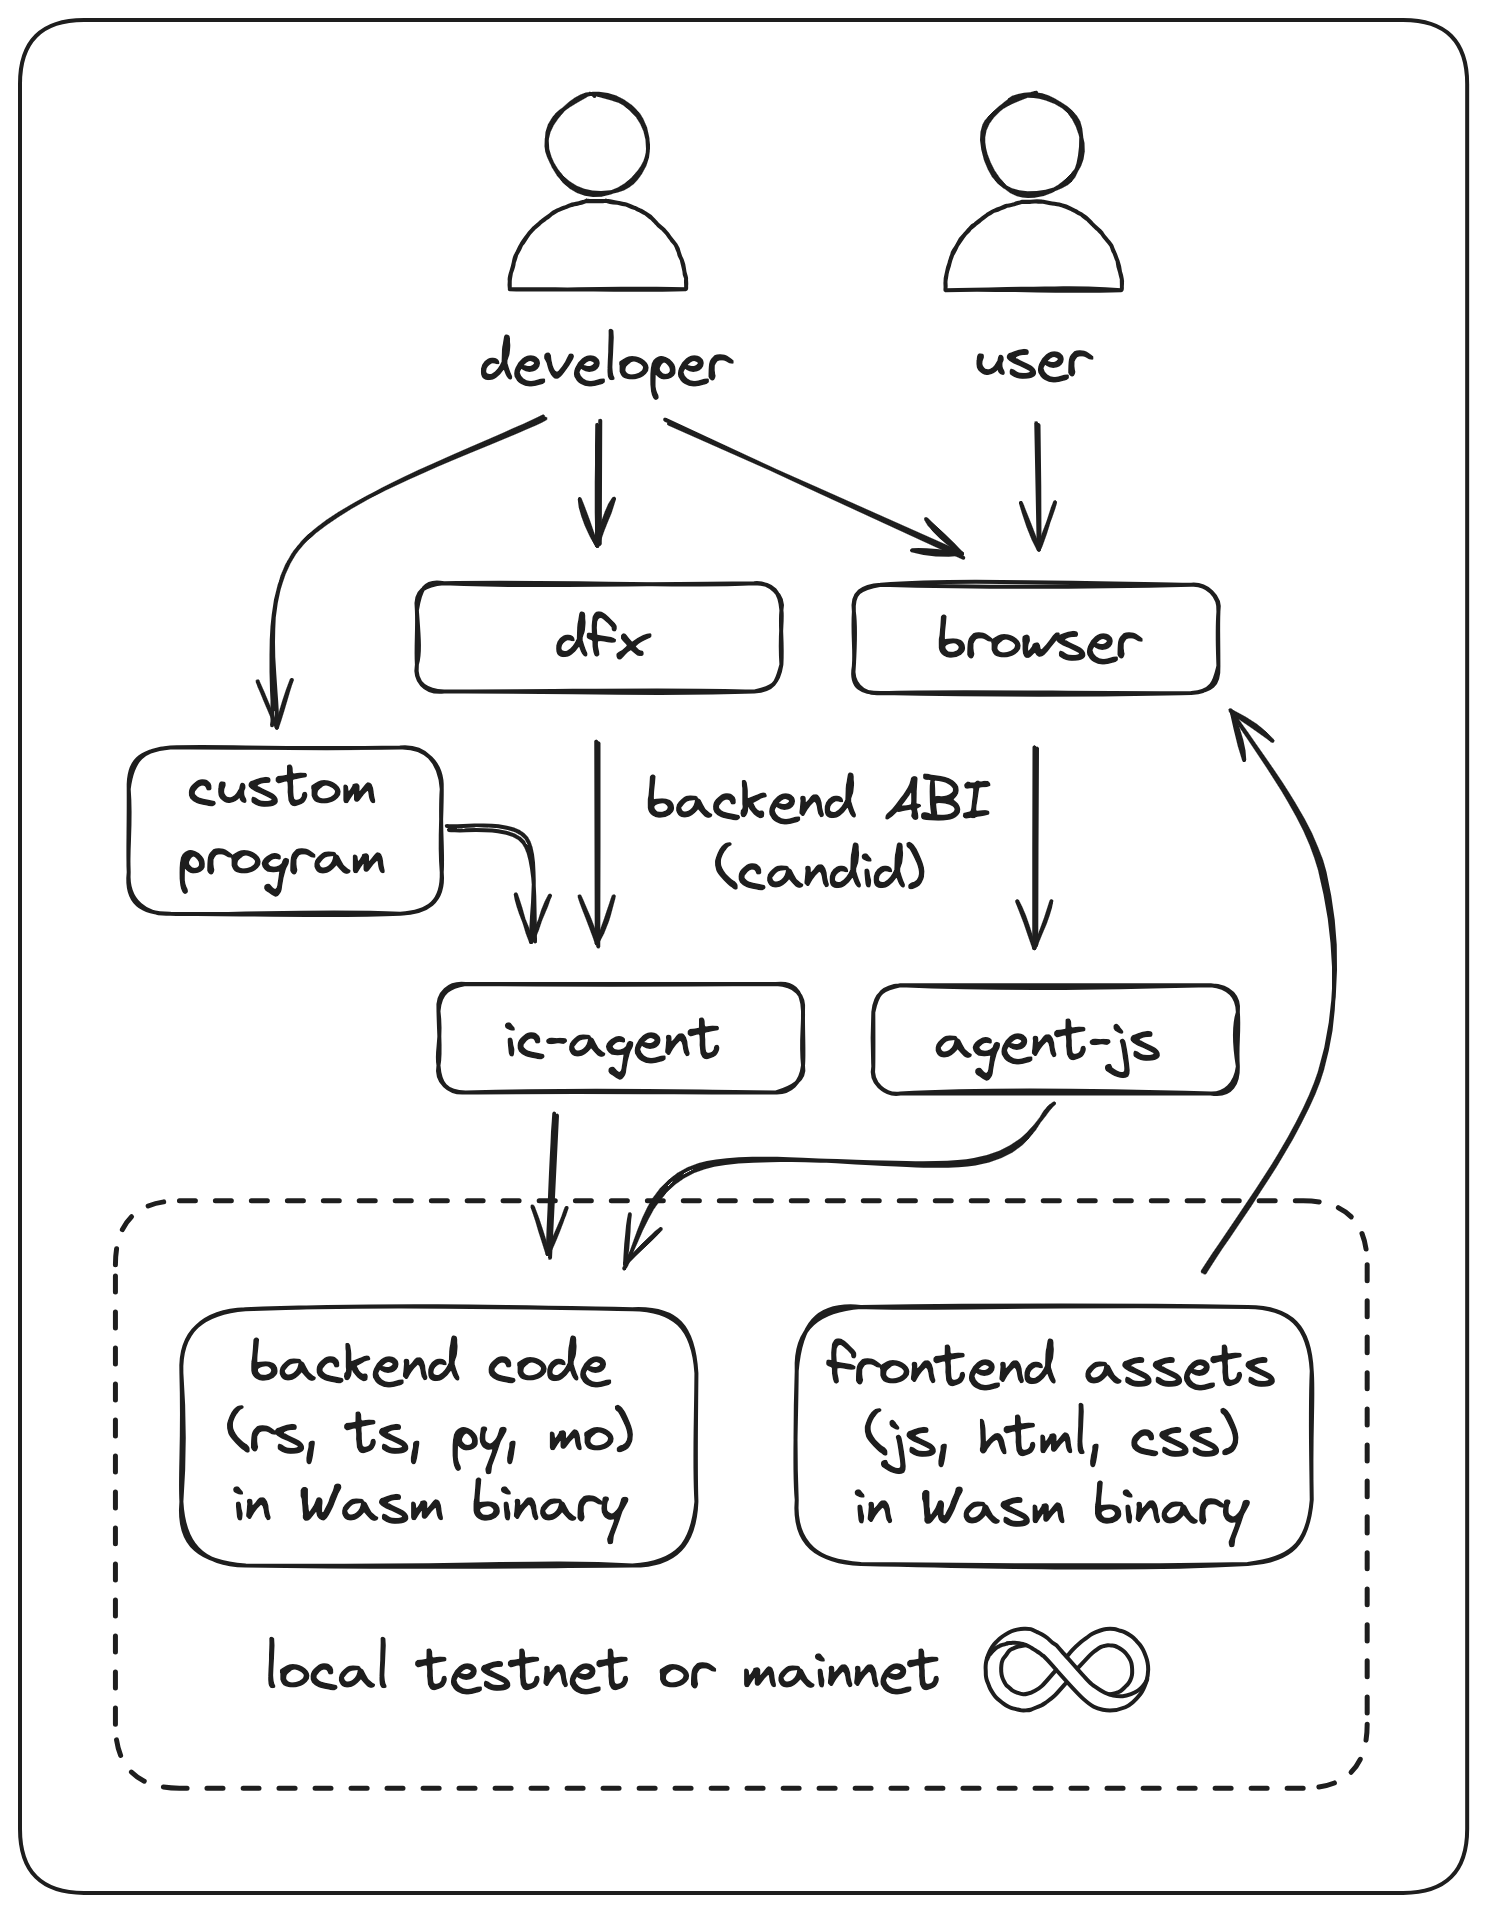 developer
user
dfx
browser
custom
program
backend ABI
(candid)
ic-agent
agent-js
backend code
(rs, ts, py, mo)
in Wasm binary
frontend assets
(js, html, css)
in Wasm binary
local testnet or mainnet